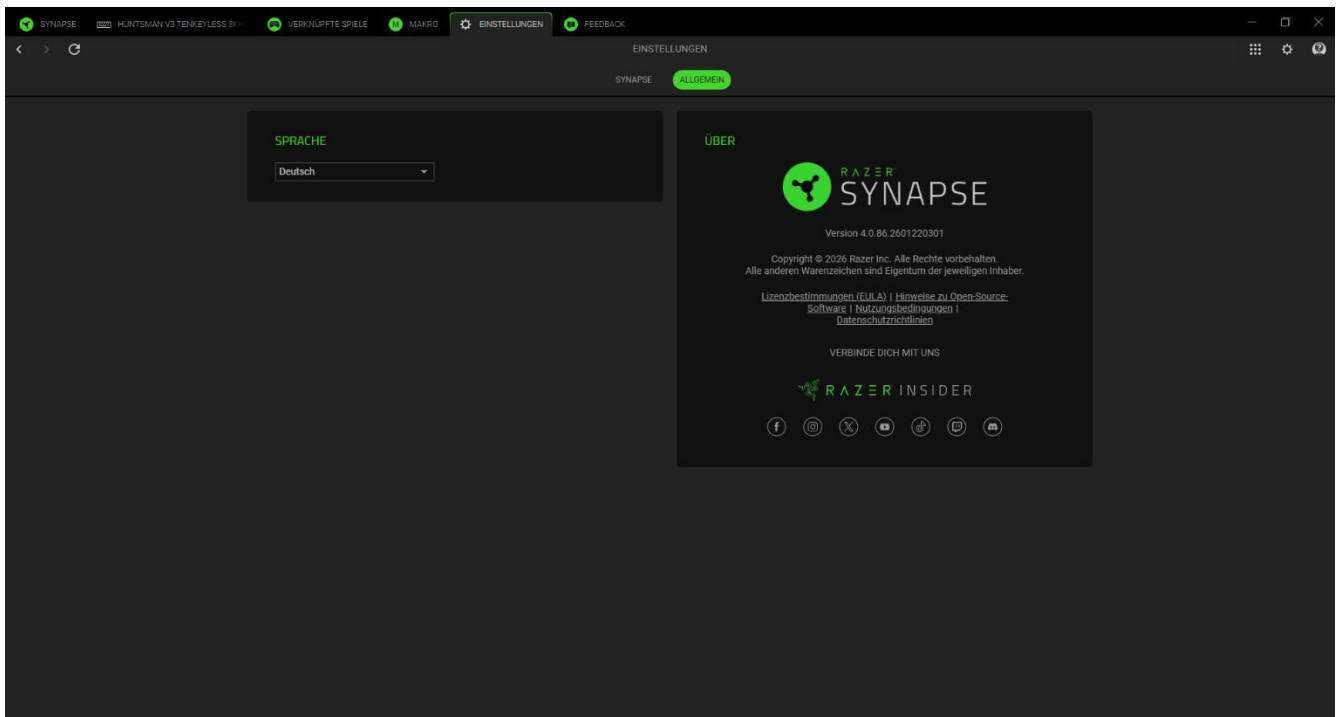 SYNAPSE
HUNTSMAN V3 TENKEYLESS
VERKNÜPFTE SPIELE
MAKRO
EINSTELLUNGEN
FEEDBACK
EINSTELLUNGEN
SYNAPSE
ALLGEMEIN
SPRACHE
Deutsch
ÜBER
RAZER
SYNAPSE
Version 4.0.86.2601220301
Copyright © 2026 Razer Inc. Alle Rechte vorbehalten.
Alle anderen Warenzeichen sind Eigentum der jeweiligen Inhaber.
Lizenzbestimmungen (EULA) | Hinweise zu Open-Source-
Software | Nutzungsbedingungen |
Datenschutzrichtlinien
VERBINDE DICH MIT UNS
RAZER INSIDER